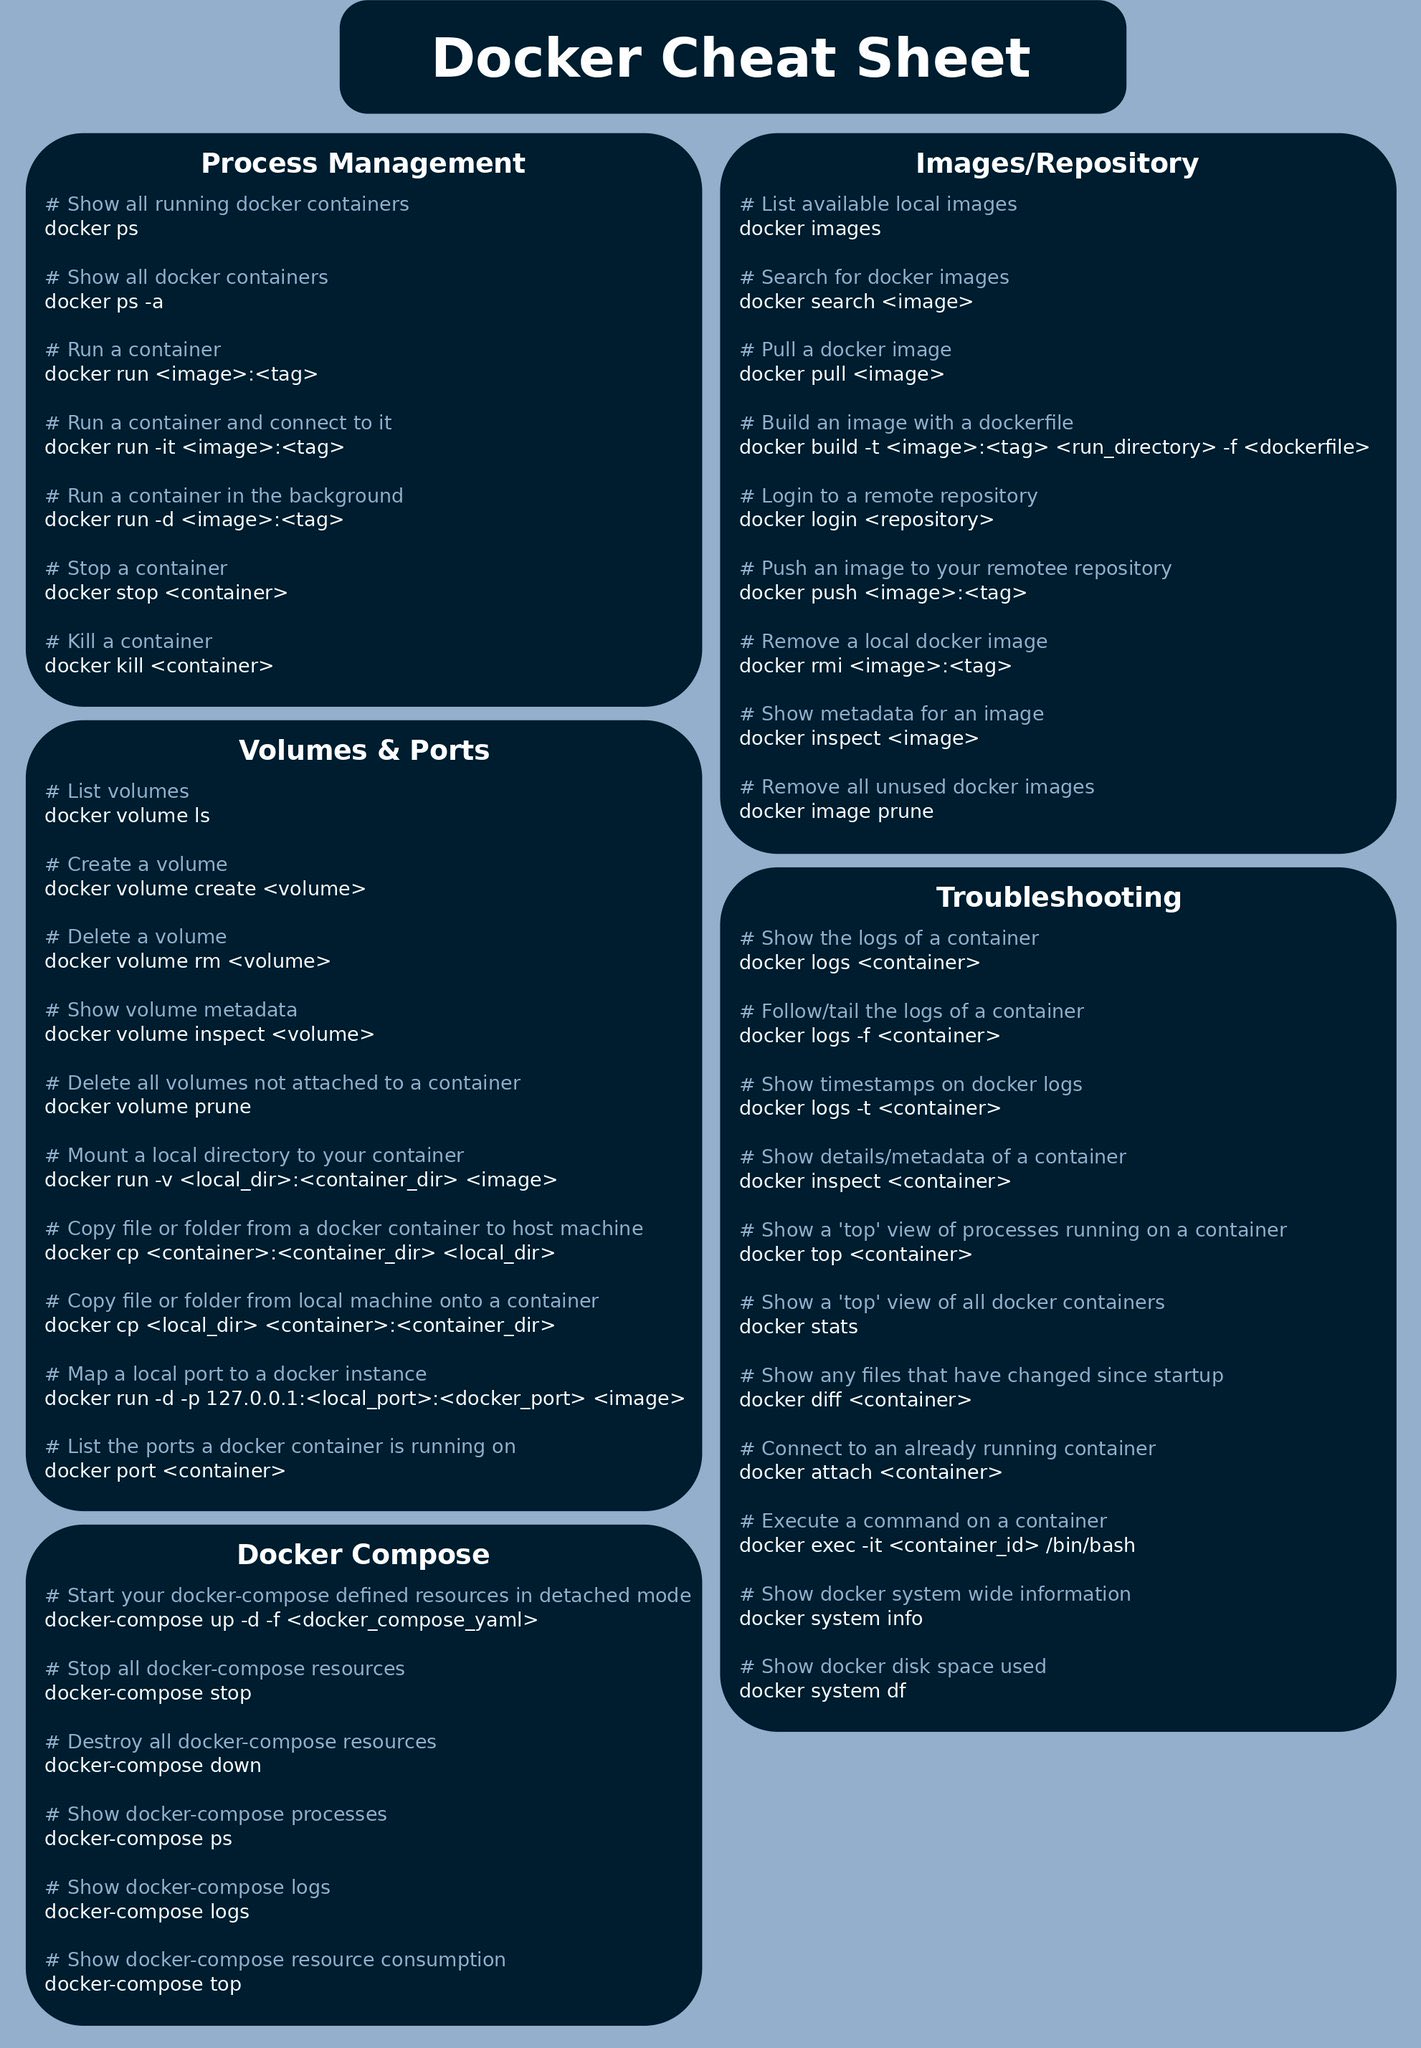 Docker Cheat Sheet
Process Management
# Show all running docker containers
docker ps
# Show all docker containers
docker ps -a
# Run a container
docker run <image>:<tag>
# Run a container and connect to it
docker run -it <image>:<tag>
# Run a container in the background
docker run -d <image>:<tag>
# Stop a container
docker stop <container>
# Kill a container
docker kill <container>
Volumes & Ports
# List volumes
docker volume ls
# Create a volume
docker volume create <volume>
# Delete a volume
docker volume rm <volume>
# Show volume metadata
docker volume inspect <volume>
# Delete all volumes not attached to a container
docker volume prune
# Mount a local directory to your container
docker run -v <local_dir>:<container_dir> <image>
# Copy file or folder from a docker container to host machine
docker cp <container>:<container_dir> <local_dir>
# Copy file or folder from local machine onto a container
docker cp <local_dir> <container>:<container_dir>
# Map a local port to a docker instance
docker run -d -p 127.0.0.1:<local_port>:<docker_port> <image>
# List the ports a docker container is running on
docker port <container>
Docker Compose
# Start your docker-compose defined resources in detached mode
docker-compose up -d -f <docker_compose_yaml>
# Stop all docker-compose resources
docker-compose stop
# Destroy all docker-compose resources
docker-compose down
# Show docker-compose processes
docker-compose ps
# Show docker-compose logs
docker-compose logs
# Show docker-compose resource consumption
docker-compose top
Images/Repository
# List available local images
docker images
# Search for docker images
docker search <image>
# Pull a docker image
docker pull <image>
# Build an image with a dockerfile
docker build -t <image>:<tag> <run_directory> -f <dockerfile>
# Login to a remote repository
docker login <repository>
# Push an image to your remotee repository
docker push <image>:<tag>
# Remove a local docker image
docker rmi <image>:<tag>
# Show metadata for an image
docker inspect <image>
# Remove all unused docker images
docker image prune
Troubleshooting
# Show the logs of a container
docker logs <container>
# Follow/tail the logs of a container
docker logs -f <container>
# Show timestamps on docker logs
docker logs -t <container>
# Show details/metadata of a container
docker inspect <container>
# Show a 'top' view of processes running on a container
docker top <container>
# Show a 'top' view of all docker containers
docker stats
# Show any files that have changed since startup
docker diff <container>
# Connect to an already running container
docker attach <container>
# Execute a command on a container
docker exec -it <container_id> /bin/bash
# Show docker system wide information
docker system info
# Show docker disk space used
docker system df